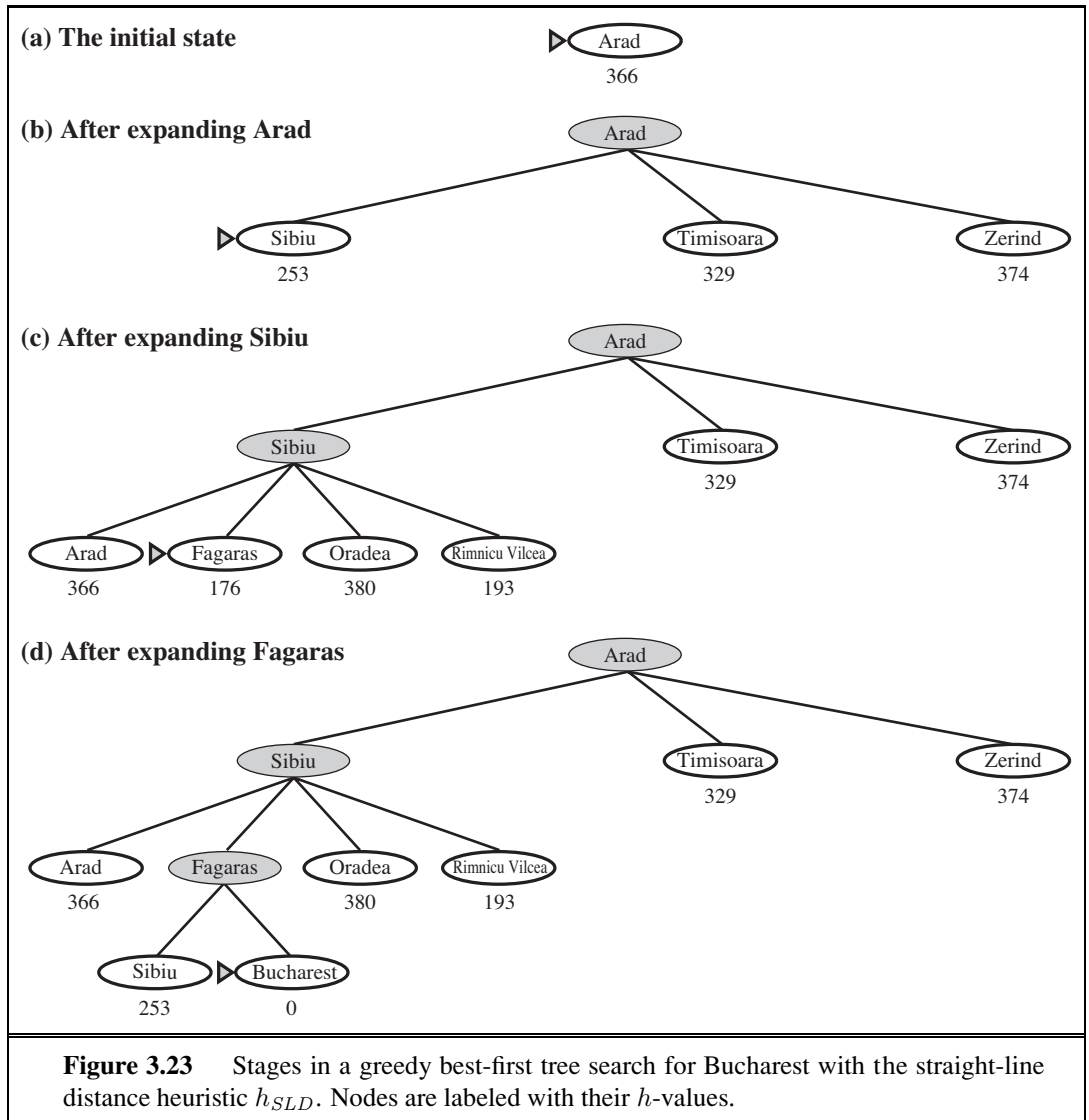 (a) The initial state
Arad
366
(b) After expanding Arad
Arad
Sibiu Timisoara Zerind
253 329 374
(c) After expanding Sibiu
Arad
Sibiu Timisoara Zerind
329 374
Arad Fagaras Oradea Rimnicu Vilcea
366 176 380 193
(d) After expanding Fagaras
Arad
Sibiu Timisoara Zerind
329 374
Arad Fagaras Oradea Rimnicu Vilcea
366 380 193
Sibiu Bucharest
253 0
Figure 3.23 Stages in a greedy best-first tree search for Bucharest with the straight-line
distance heuristic hSLD. Nodes are labeled with their h-values.